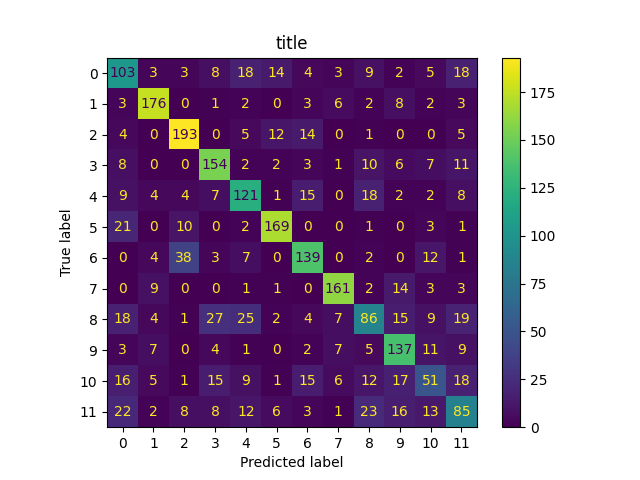 title
0 103 3 3 8 18 14 4 3 9 2 5 18
1 3 176 0 1 2 0 3 6 2 8 2 3
2 4 0 193 0 5 12 14 0 1 0 0 5
3 8 0 0 154 2 2 3 1 10 6 7 11
4 9 4 4 7 121 1 15 0 18 2 2 8
5 21 0 10 0 2 169 0 0 1 0 3 1
6 0 4 38 3 7 0 139 0 2 0 12 1
7 0 9 0 0 1 1 0 161 2 14 3 3
8 18 4 1 27 25 2 4 7 86 15 9 19
9 3 7 0 4 1 0 2 7 5 137 11 9
10 16 5 1 15 9 1 15 6 12 17 51 18
11 22 2 8 8 12 6 3 1 23 16 13 85
0 1 2 3 4 5 6 7 8 9 10 11
Predicted label
True label
175
150
125
100
75
50
25
0